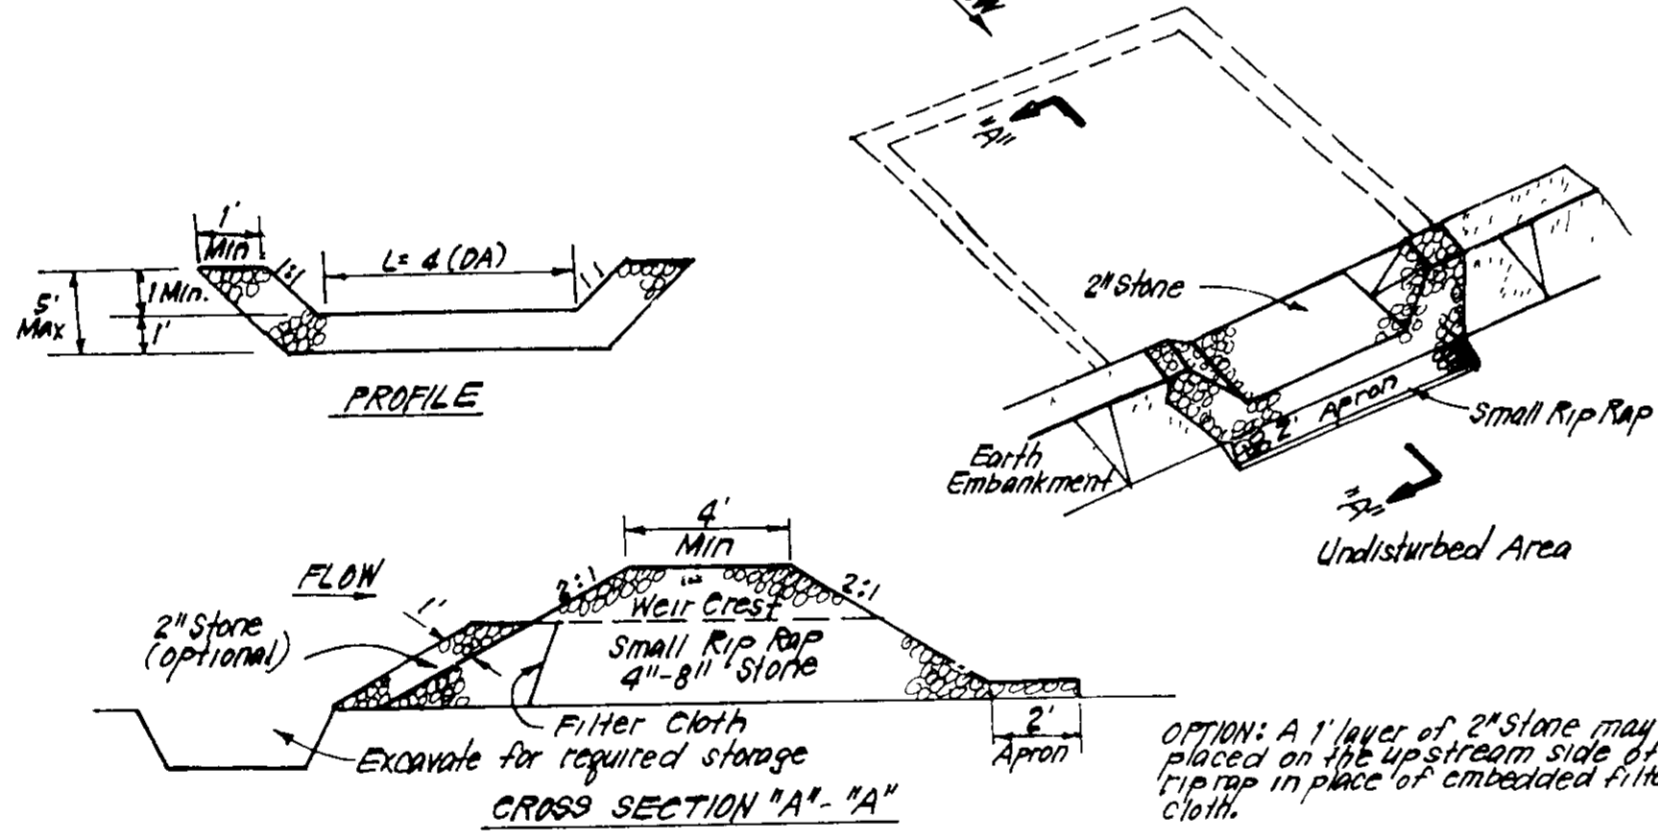 "A"
1'
Min
1:1
L= 4 (DA)
1:1
5'
MAX
1 Min.
1'
PROFILE
2" Stone
Apron
2'
Small Rip Rap
Earth
Embankment
"A"
Undisturbed Area
4'
Min
FLOW
2:1
2:1
1'
Weir Crest
2" Stone
(optional)
Small Rip Rap
4"-8" Stone
Filter Cloth
Excavate for required storage
2'
Apron
CROSS SECTION "A"- "A"
OPTION: A 1' layer of 2" Stone may
placed on the upstream side of
riprap in place of embedded
cloth.